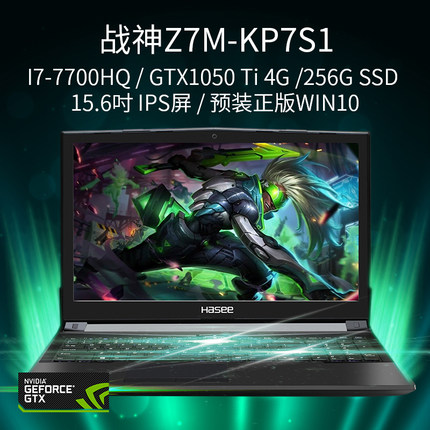 战神Z7M-KP7S1
I7-7700HQ / GTX1050 Ti 4G /256G SSD
15.6吋 IPS屏 / 预装正版WIN10
Hasee
NVIDIA
GEFORCE
GTX